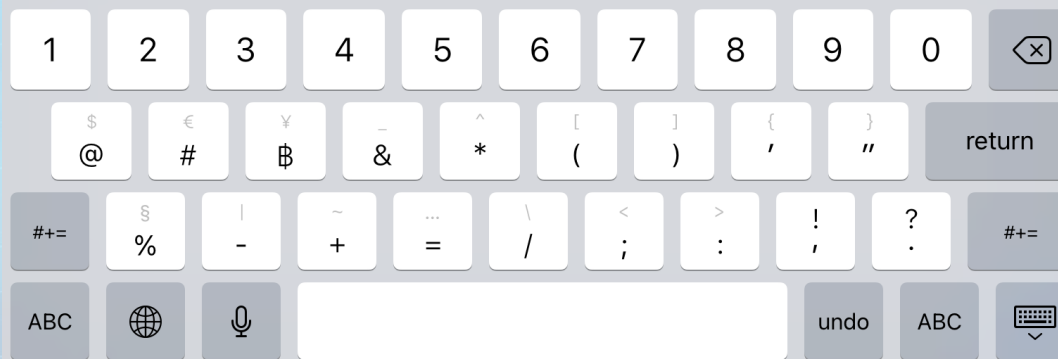 1 2 3 4 5 6 7 8 9 0
$ € ¥ _ ^ [ ] { }
@ # ฿ & * ( ) ' " return
§ | ~ … \ < > ! ?
#+= % - + = / ; : , . #+=
ABC undo ABC